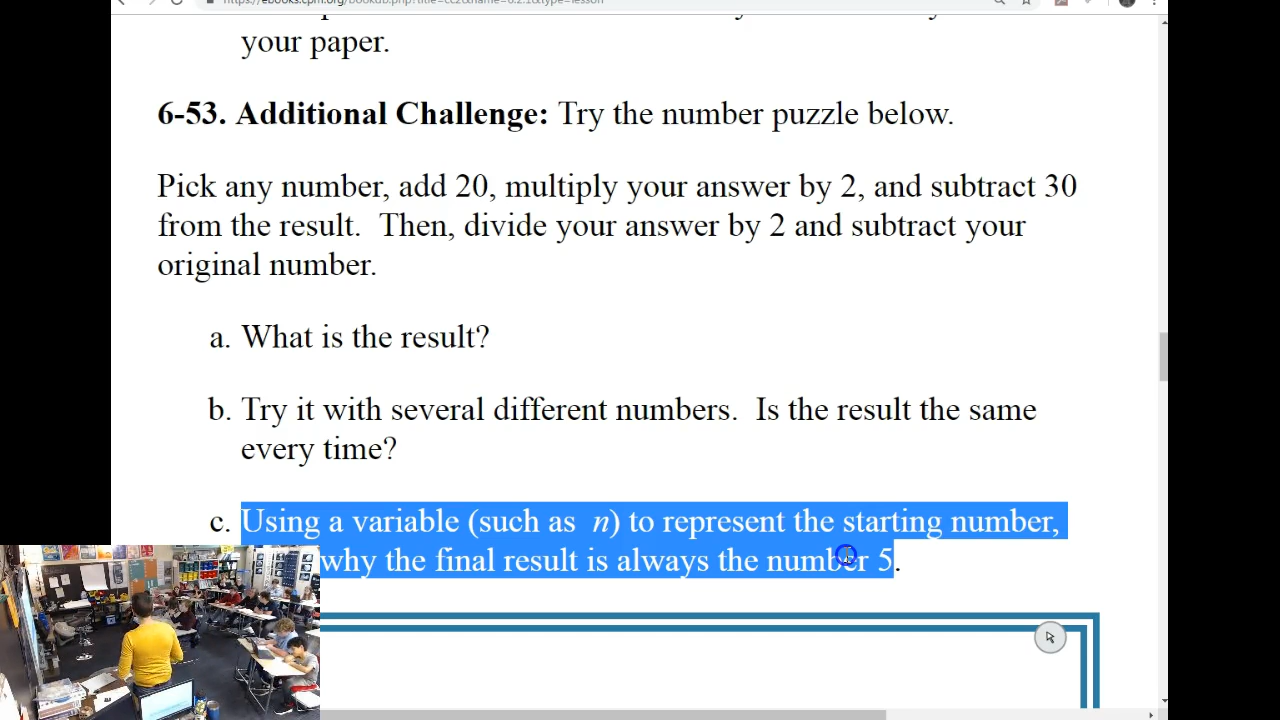 your paper.
6-53. Additional Challenge: Try the number puzzle below.
Pick any number, add 20, multiply your answer by 2, and subtract 30
from the result. Then, divide your answer by 2 and subtract your
original number.
a. What is the result?
b. Try it with several different numbers. Is the result the same
every time?
c. Using a variable (such as n) to represent the starting number,
why the final result is always the number 5.